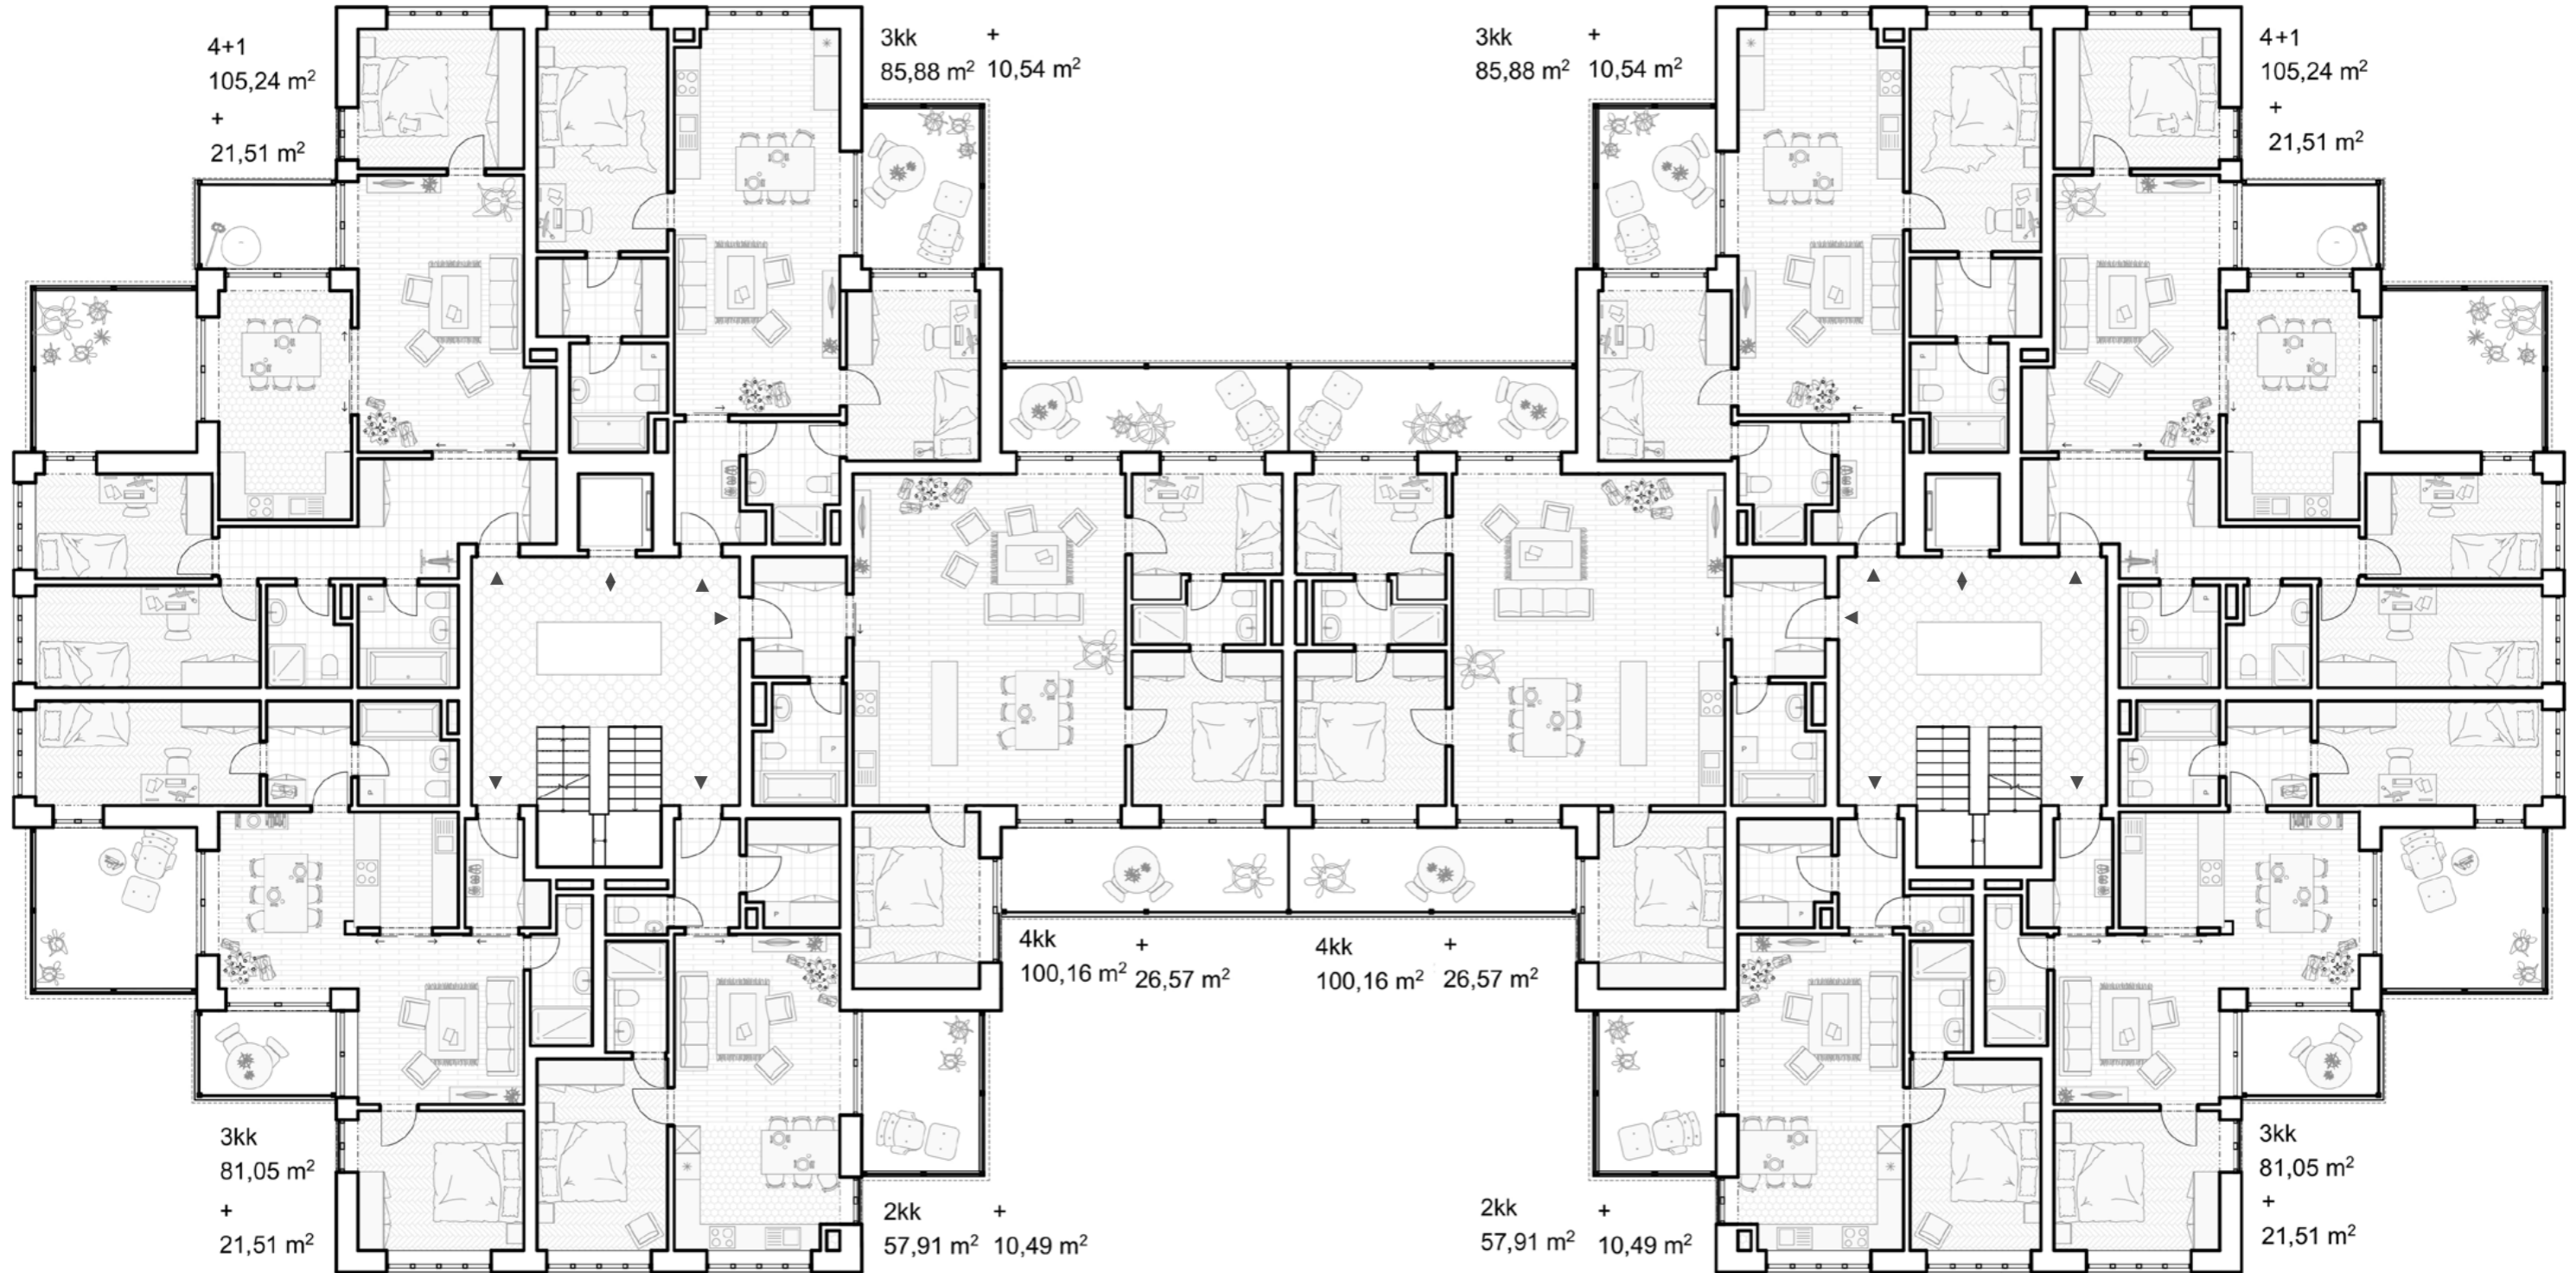 4+1
105,24 m²
+
21,51 m²
3kk +
85,88 m² 10,54 m²
3kk +
85,88 m² 10,54 m²
4+1
105,24 m²
+
21,51 m²
4kk +
100,16 m² 26,57 m²
4kk +
100,16 m² 26,57 m²
3kk
81,05 m²
+
21,51 m²
2kk +
57,91 m² 10,49 m²
2kk +
57,91 m² 10,49 m²
3kk
81,05 m²
+
21,51 m²